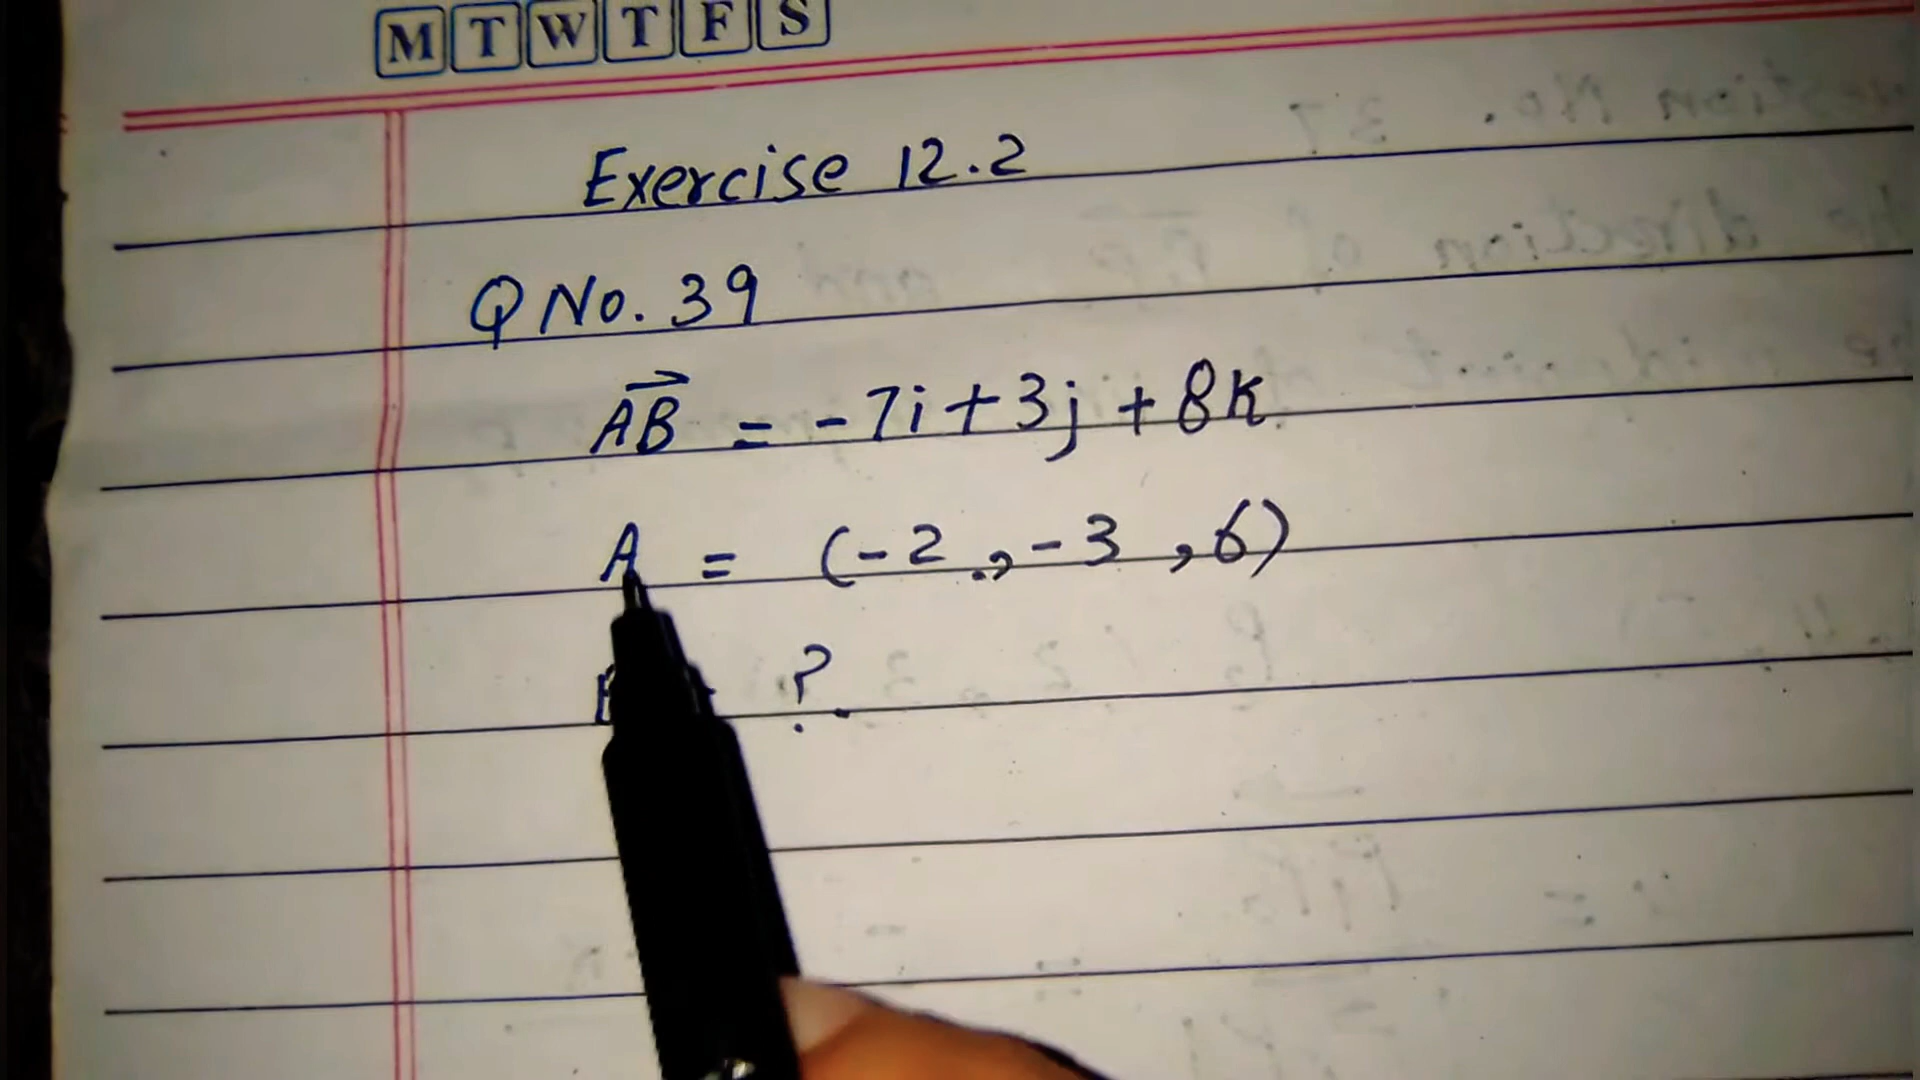 M T W T F S
Exercise 12.2
Q No. 39
AB = -7i + 3j + 8k
A = (-2, -3, 6)
?